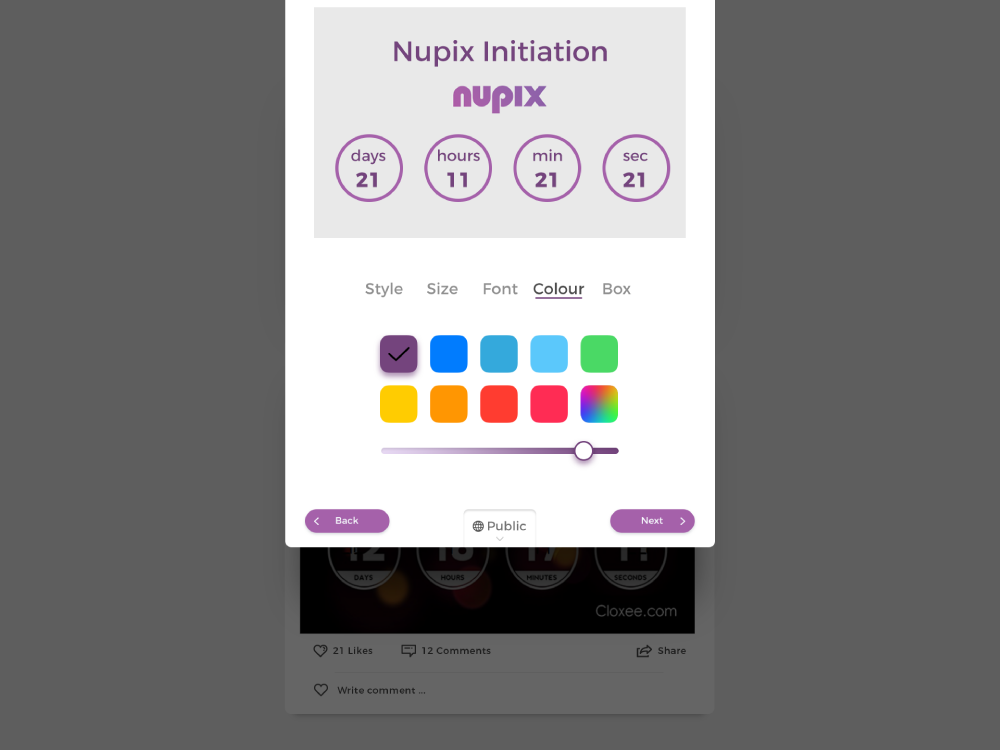 Nupix Initiation
nupix
days hours min sec
21 11 21 21
Style Size Font Colour Box
Back Public Next
DAYS HOURS MINUTES SECONDS
Cloxee.com
21 Likes 12 Comments Share
Write comment ...